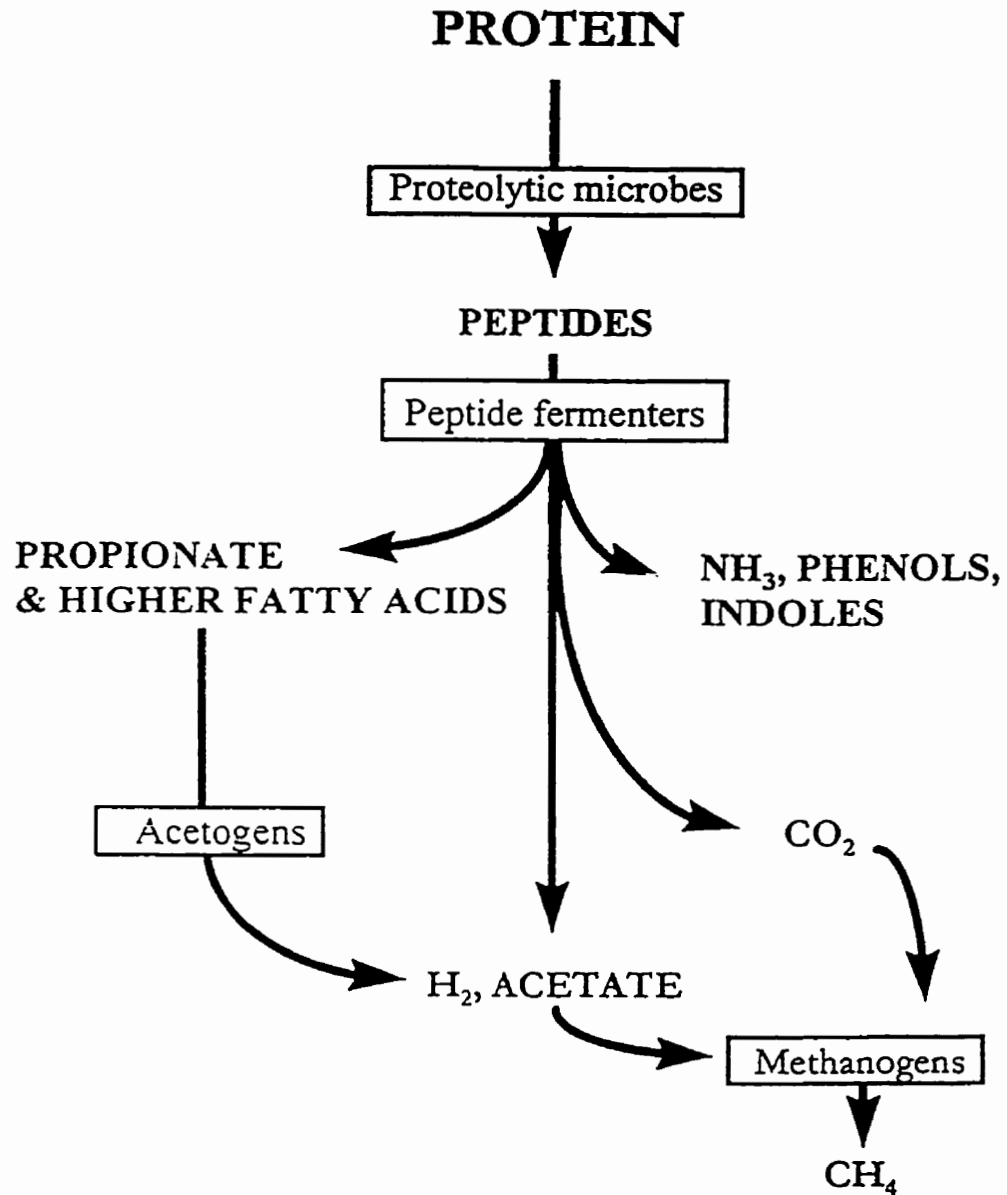 PROTEIN
Proteolytic microbes
PEPTIDES
Peptide fermenters
PROPIONATE
& HIGHER FATTY ACIDS
NH₃, PHENOLS,
INDOLES
Acetogens
CO₂
H₂, ACETATE
Methanogens
CH₄